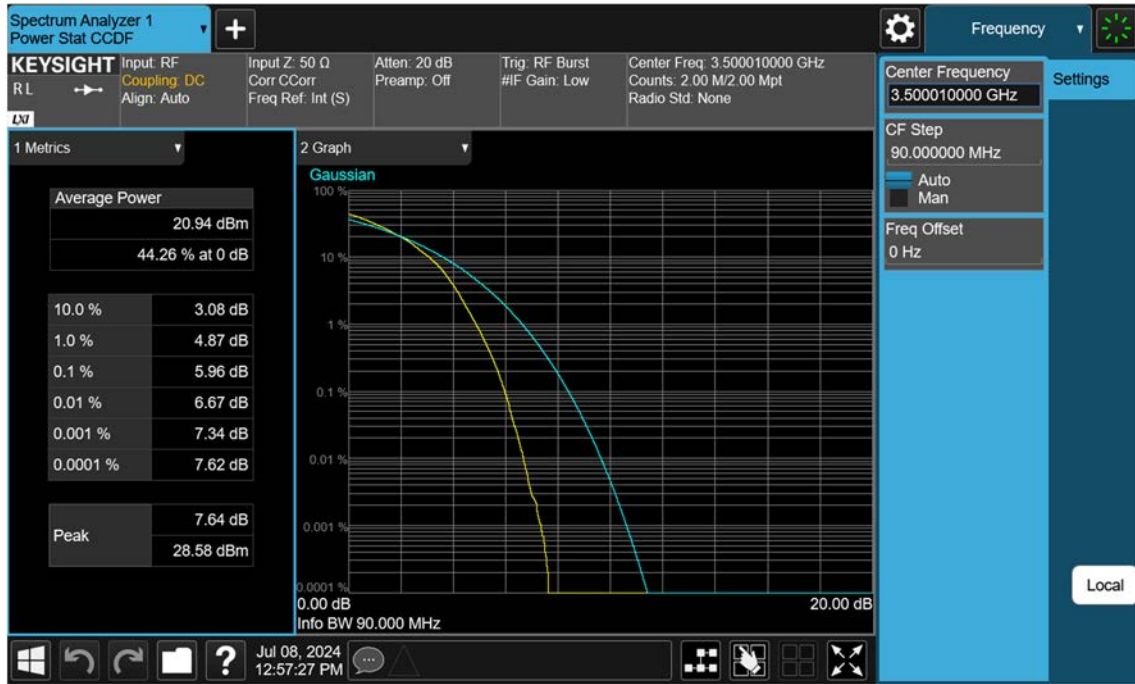 Spectrum Analyzer 1
Power Stat CCDF
Frequency
KEYSIGHT
RL
LXI
Input: RF
Coupling: DC
Align: Auto
Input Z: 50 Ω
Corr CCorr
Freq Ref: Int (S)
Atten: 20 dB
Preamp: Off
Trig: RF Burst
#IF Gain: Low
Center Freq: 3.500010000 GHz
Counts: 2.00 M/2.00 Mpt
Radio Std: None
Center Frequency
3.500010000 GHz
Settings
CF Step
90.000000 MHz
Auto
Man
Freq Offset
0 Hz
1 Metrics
Average Power
20.94 dBm
44.26 % at 0 dB
10.0 % 3.08 dB
1.0 % 4.87 dB
0.1 % 5.96 dB
0.01 % 6.67 dB
0.001 % 7.34 dB
0.0001 % 7.62 dB
Peak
7.64 dB
28.58 dBm
2 Graph
Gaussian
100 %
10 %
1 %
0.1 %
0.01 %
0.001 %
0.0001 %
0.00 dB 20.00 dB
Info BW 90.000 MHz
Local
?
Jul 08, 2024
12:57:27 PM